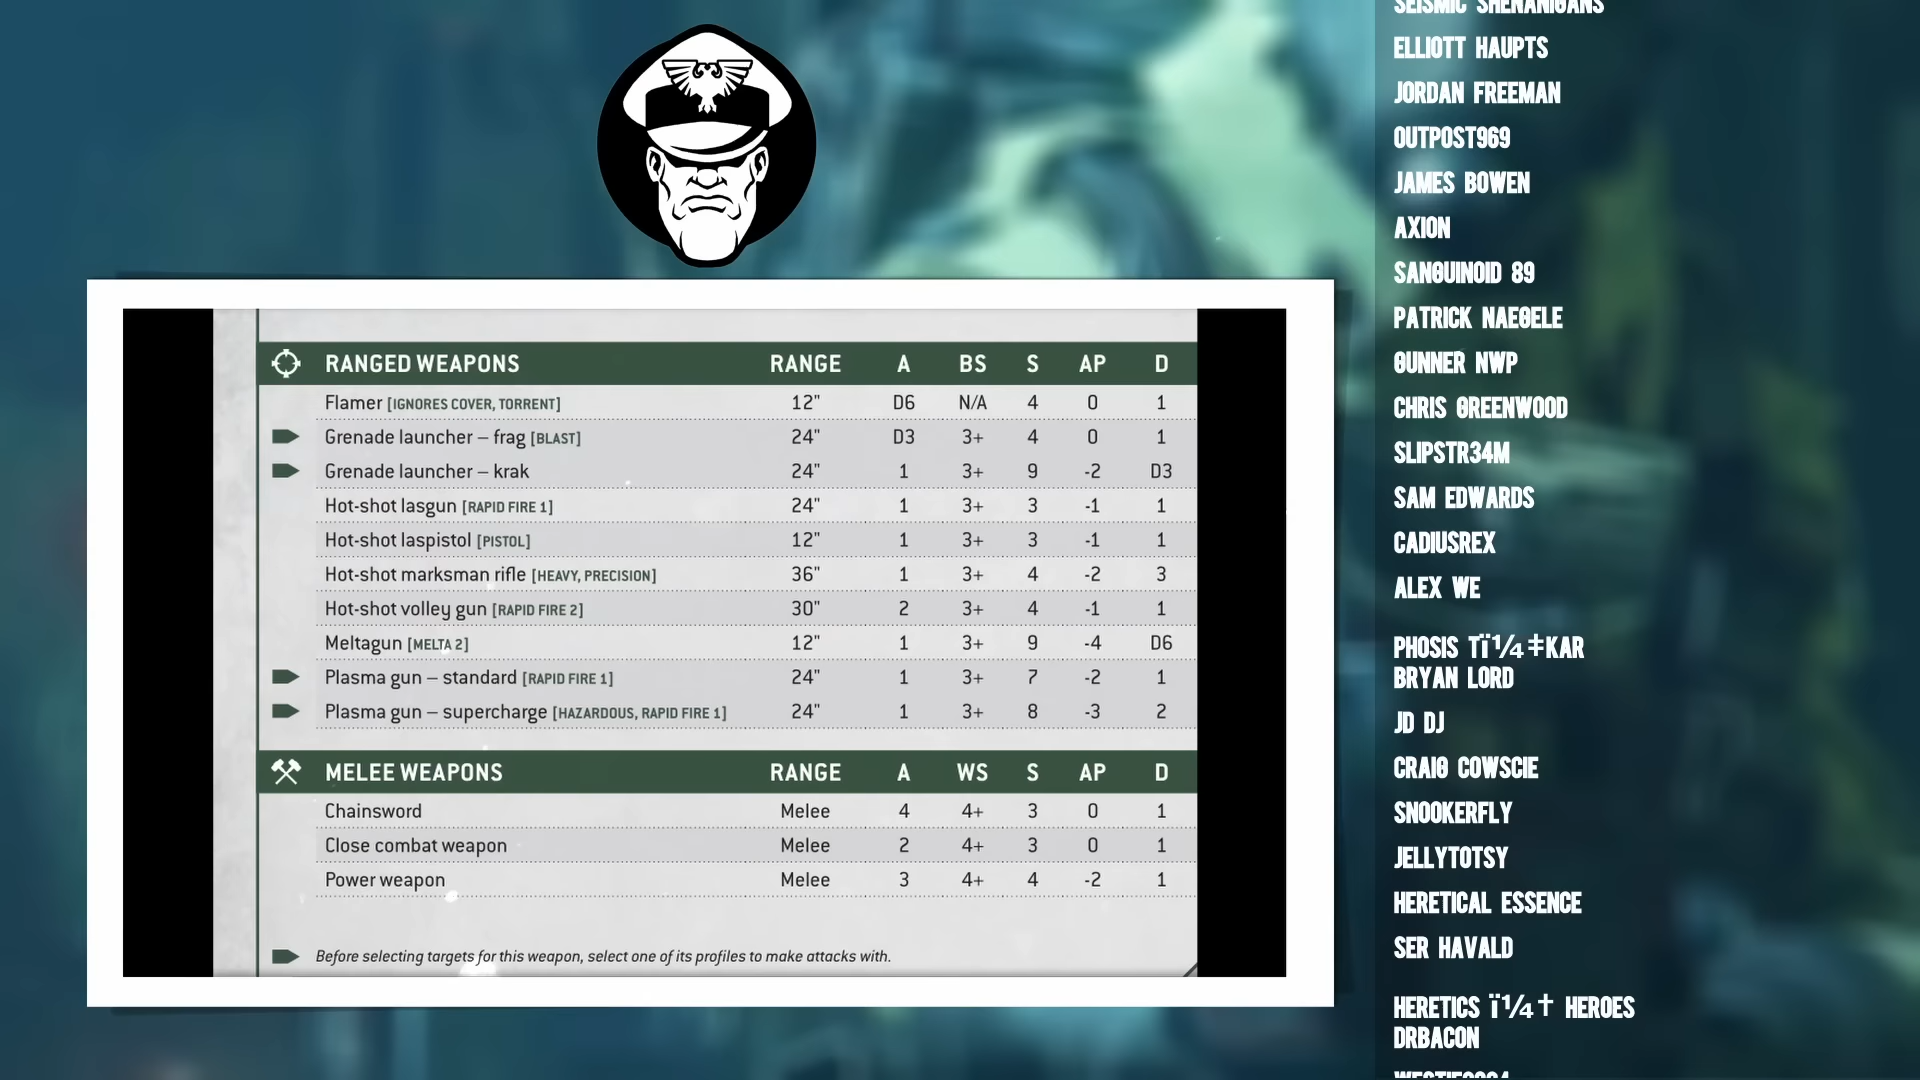 RANGED WEAPONS RANGE A BS S AP D
Flamer [IGNORES COVER, TORRENT] 12" D6 N/A 4 0 1
Grenade launcher – frag [BLAST] 24" D3 3+ 4 0 1
Grenade launcher – krak 24" 1 3+ 9 -2 D3
Hot-shot lasgun [RAPID FIRE 1] 24" 1 3+ 3 -1 1
Hot-shot laspistol [PISTOL] 12" 1 3+ 3 -1 1
Hot-shot marksman rifle [HEAVY, PRECISION] 36" 1 3+ 4 -2 3
Hot-shot volley gun [RAPID FIRE 2] 30" 2 3+ 4 -1 1
Meltagun [MELTA 2] 12" 1 3+ 9 -4 D6
Plasma gun – standard [RAPID FIRE 1] 24" 1 3+ 7 -2 1
Plasma gun – supercharge [HAZARDOUS, RAPID FIRE 1] 24" 1 3+ 8 -3 2
MELEE WEAPONS RANGE A WS S AP D
Chainsword Melee 4 4+ 3 0 1
Close combat weapon Melee 2 4+ 3 0 1
Power weapon Melee 3 4+ 4 -2 1
Before selecting targets for this weapon, select one of its profiles to make attacks with.
SEISMIC SHENANIGANS
ELLIOTT HAUPTS
JORDAN FREEMAN
OUTPOST969
JAMES BOWEN
AXION
SANGUINOID 89
PATRICK NAEGELE
GUNNER NWP
CHRIS GREENWOOD
SLIPSTR34M
SAM EDWARDS
CADIUSREX
ALEX WE
PHOSIS Tï¼‡KAR
BRYAN LORD
JD DJ
CRAIG COWSCIE
SNOOKERFLY
JELLYTOTSY
HERETICAL ESSENCE
SER HAVALD
HERETICS ï¼† HEROES
DRBACON